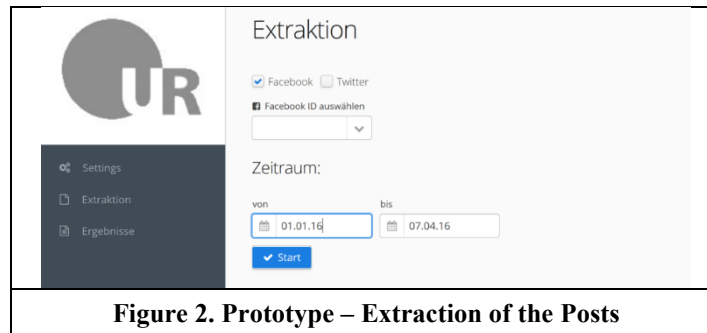 UR
Extraktion
Facebook Twitter
Facebook ID auswählen
Settings
Extraktion
Ergebnisse
Zeitraum:
von bis
01.01.16 07.04.16
Start
Figure 2. Prototype – Extraction of the Posts